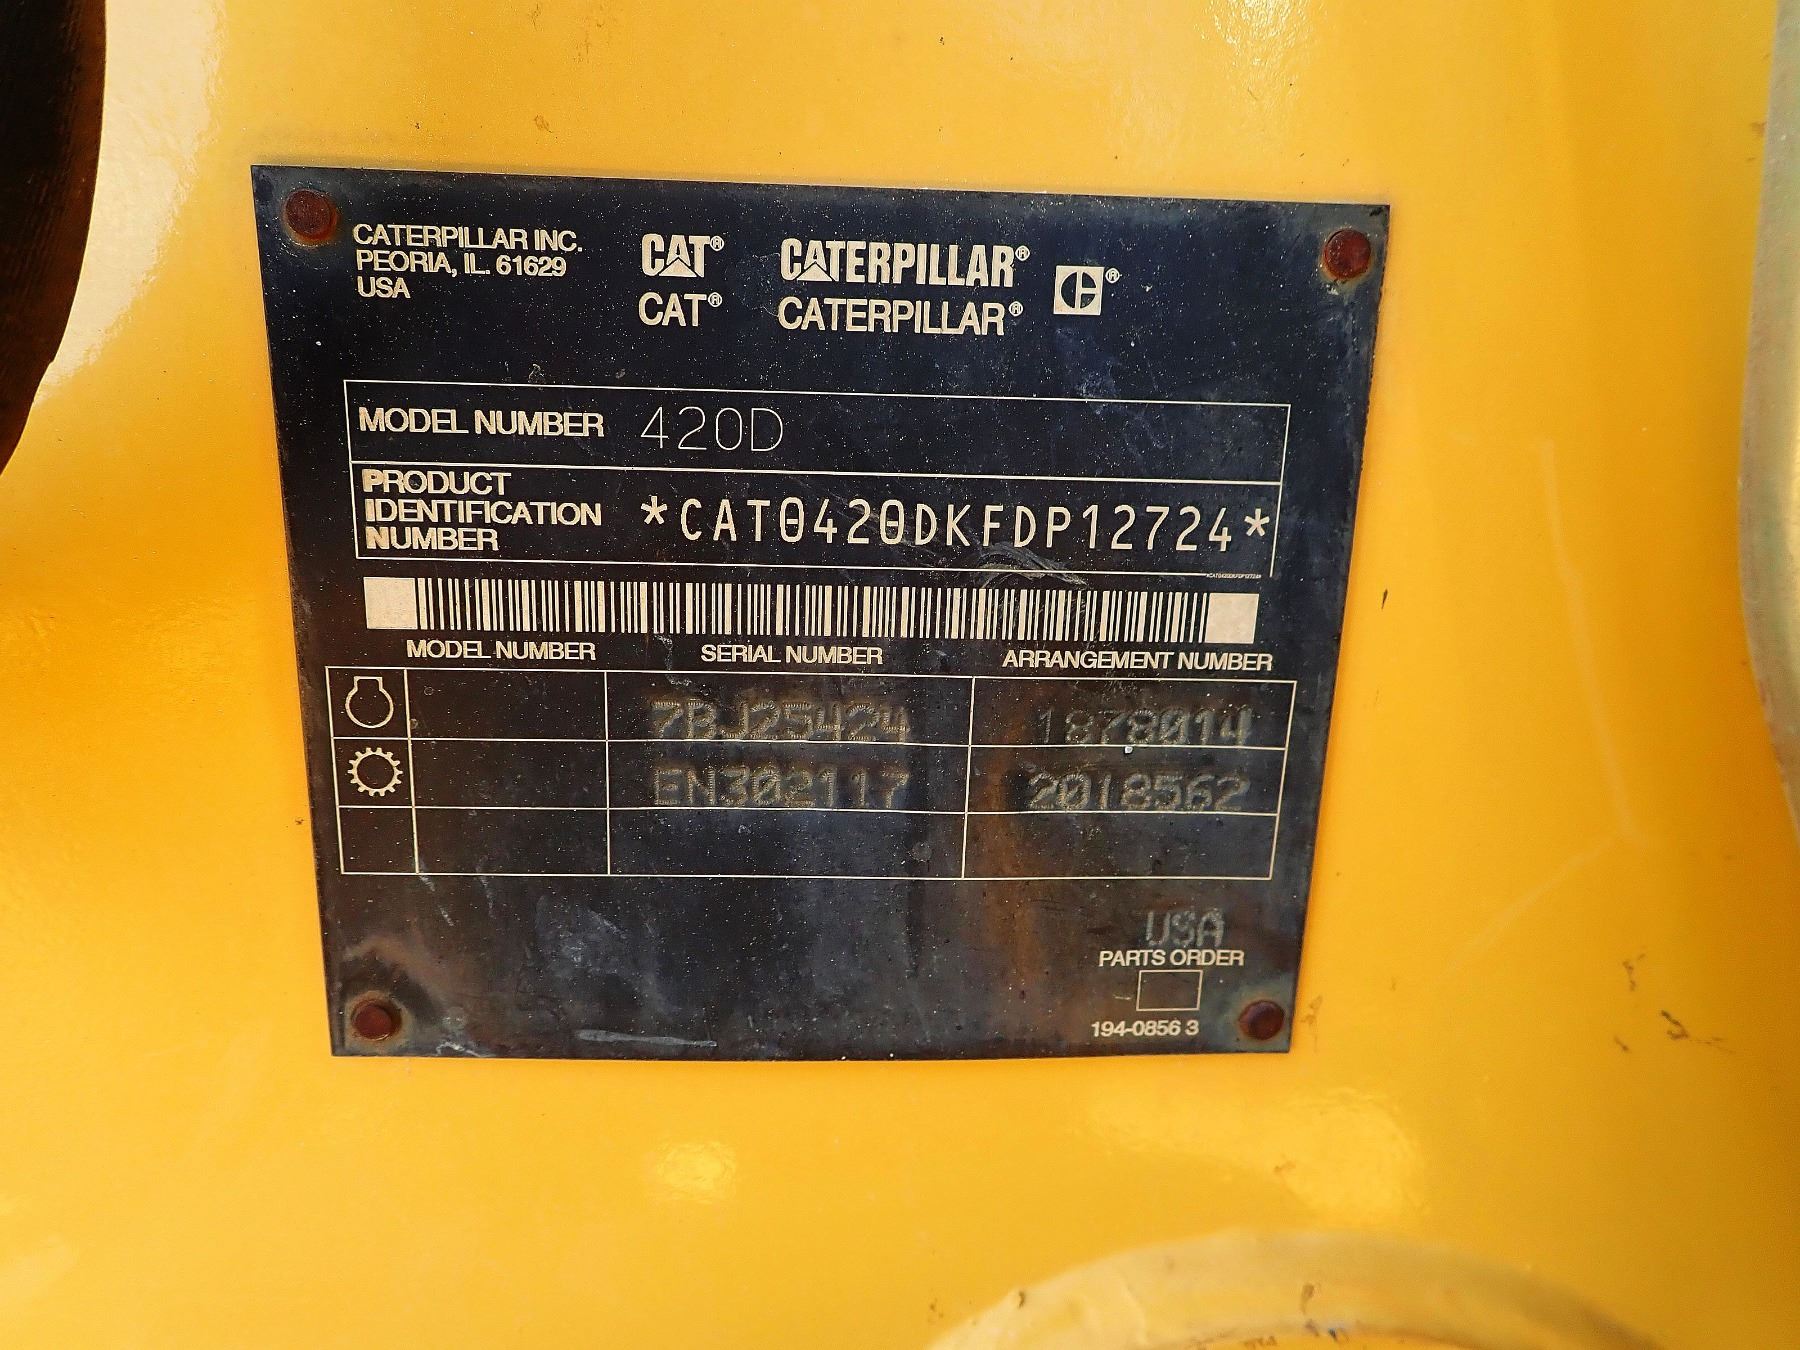 CATERPILLAR INC.
PEORIA, IL. 61629
USA
CAT® CATERPILLAR® ®
CAT® CATERPILLAR®
MODEL NUMBER 420D
PRODUCT
IDENTIFICATION
NUMBER
*CAT0420DKFDP12724*
*CAT0420DKFDP12724*
MODEL NUMBER SERIAL NUMBER ARRANGEMENT NUMBER
7BJ25424 1878014
EN302117 2018562
USA
PARTS ORDER
194-0856 3